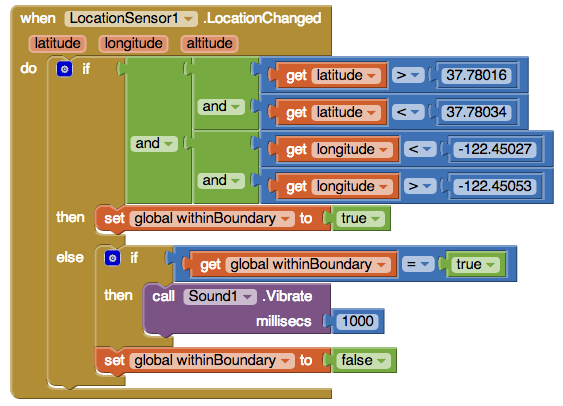 when LocationSensor1 .LocationChanged
latitude longitude altitude
do if get latitude > 37.78016
and get latitude < 37.78034
and get longitude < -122.45027
and get longitude > -122.45053
then set global withinBoundary to true
else if get global withinBoundary = true
then call Sound1 .Vibrate
millisecs 1000
set global withinBoundary to false